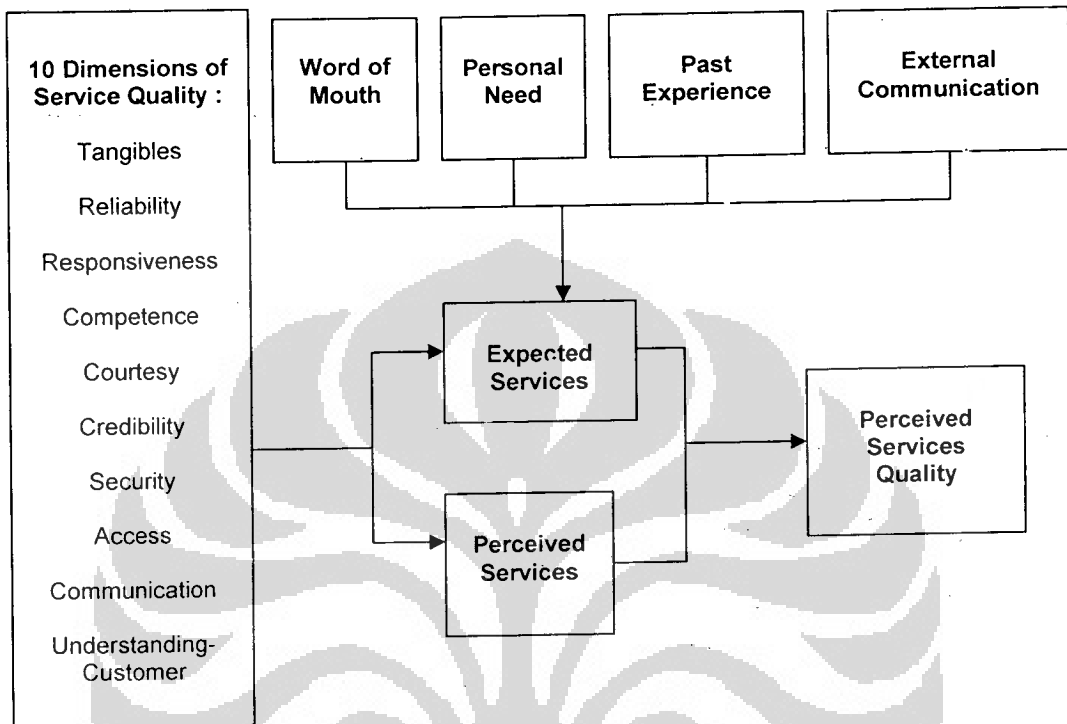 10 Dimensions of
Service Quality :
Tangibles
Reliability
Responsiveness
Competence
Courtesy
Credibility
Security
Access
Communication
Understanding-
Customer
Word of
Mouth
Personal
Need
Past
Experience
External
Communication
Expected
Services
Perceived
Services
Perceived
Services
Quality